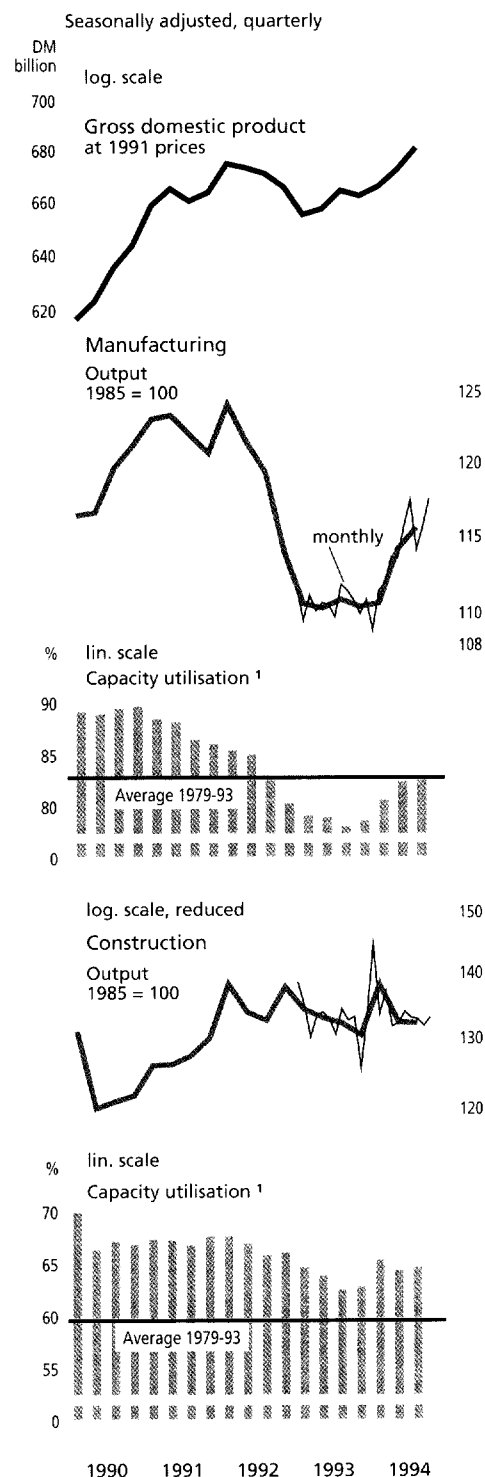 Seasonally adjusted, quarterly
DM
billion
log. scale
700
Gross domestic product
at 1991 prices
680
660
640
620
Manufacturing
Output
1985 = 100
125
120
115
monthly
110
108
% lin. scale
Capacity utilisation ¹
90
85
Average 1979-93
80
0
log. scale, reduced
150
Construction
Output
1985 = 100
140
130
120
lin. scale
%
Capacity utilisation ¹
70
65
60
Average 1979-93
55
0
1990 1991 1992 1993 1994